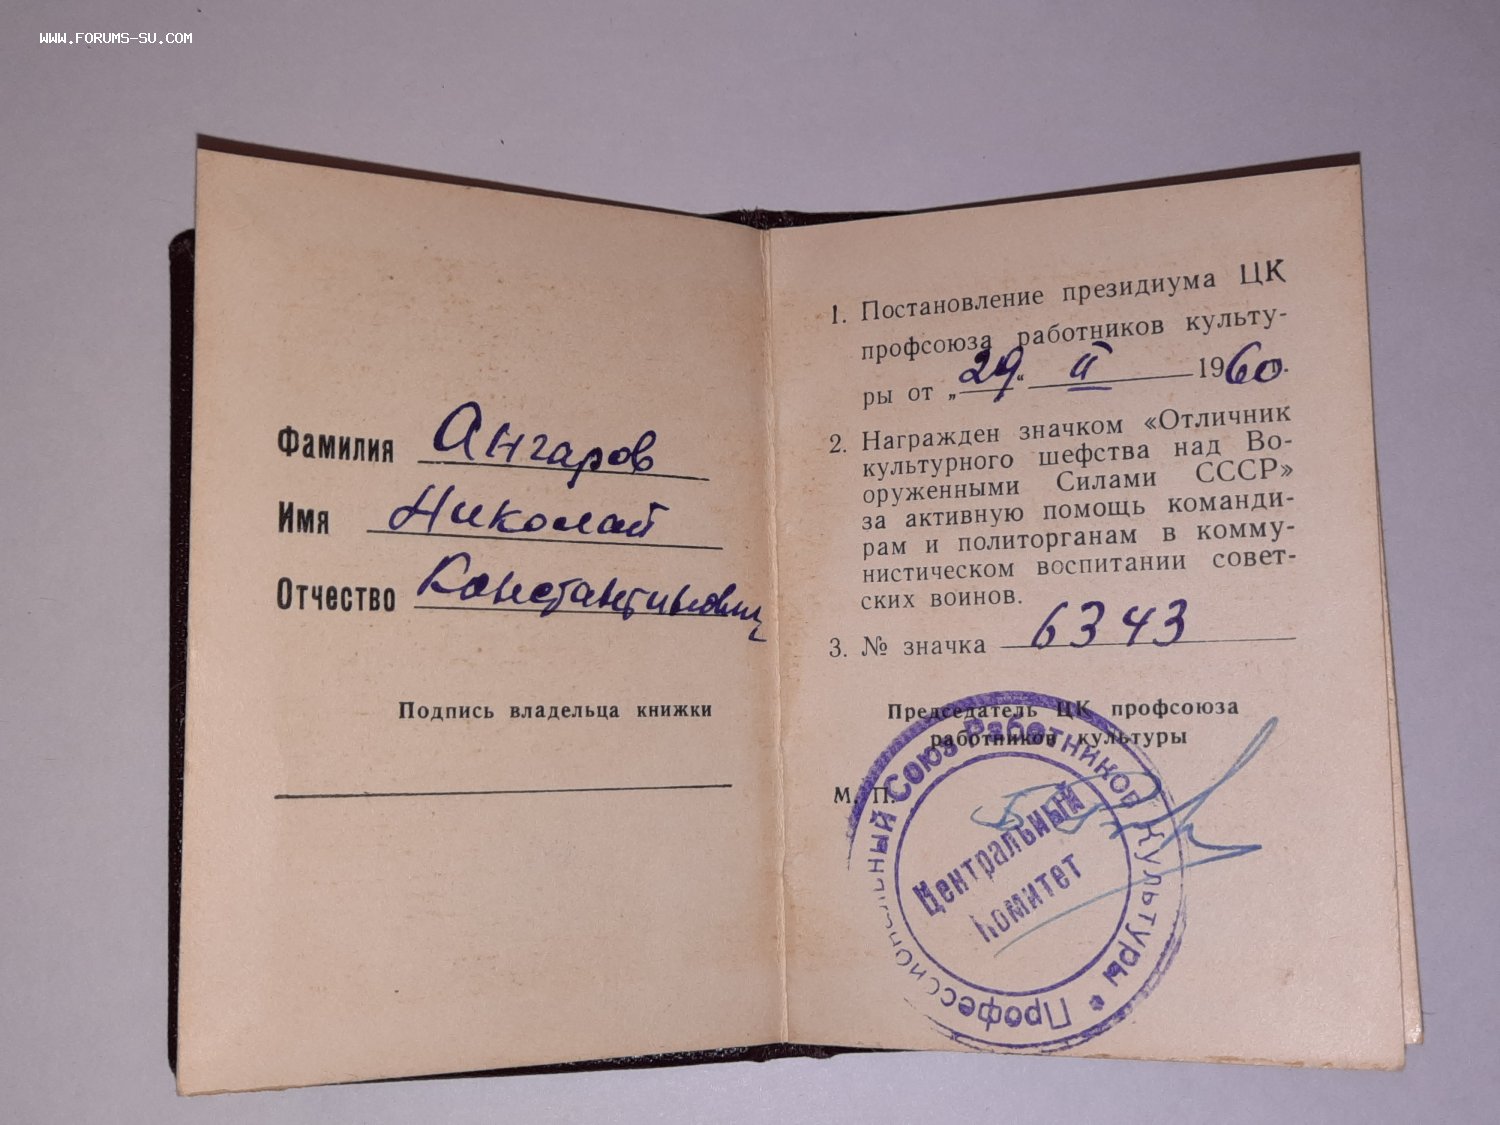 WWW.FORUMS-SU.COM
Фамилия Ангаров
Имя Николай
Отчество Константинович
Подпись владельца книжки
1. Постановление президиума ЦК
профсоюза работников культу-
ры от „29“ II 1960 г.
2. Награжден значком «Отличник
культурного шефства над Во-
оруженными Силами СССР»
за активную помощь команди-
рам и политорганам в комму-
нистическом воспитании совет-
ских воинов.
3. № значка 6343
Председатель ЦК профсоюза
работников культуры
М. П.
Профессиональный Союз Работников Культуры
Центральный
Комитет